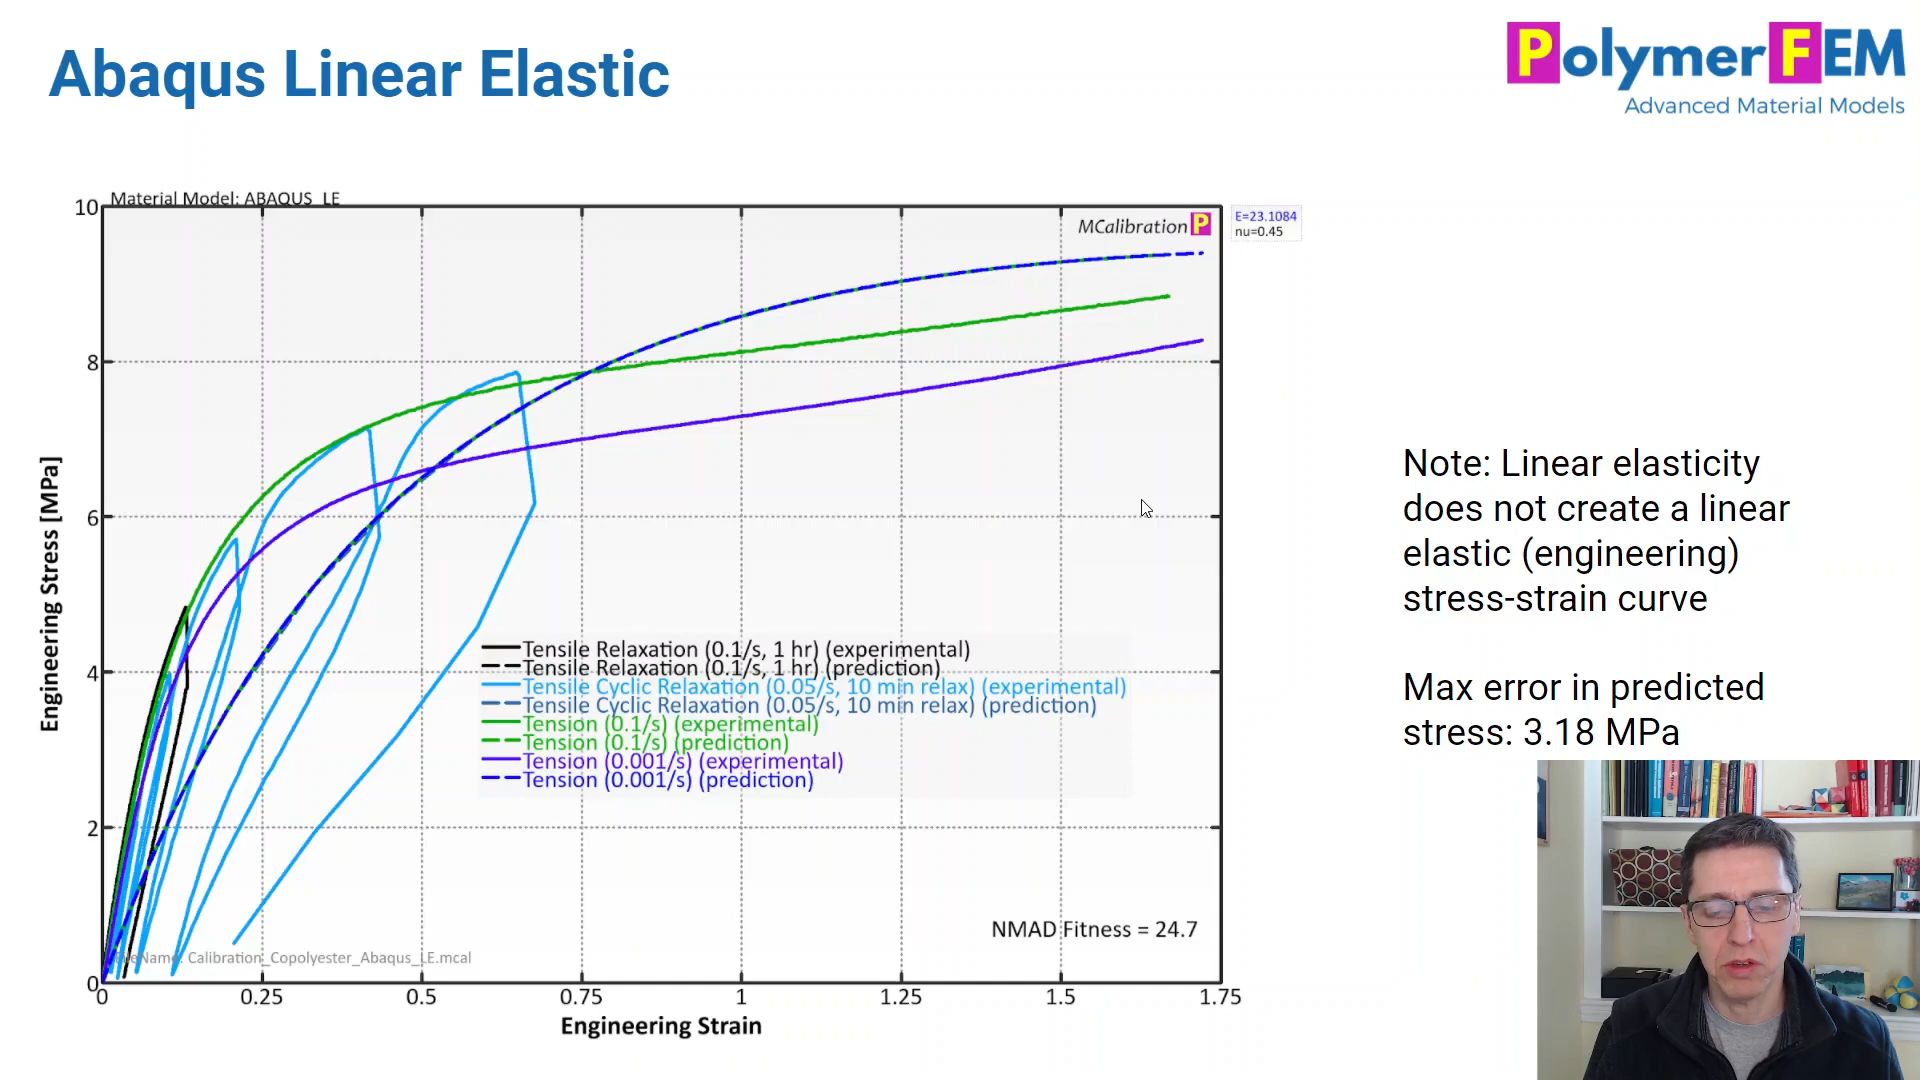 Abaqus Linear Elastic
PolymerFEM
Advanced Material Models
Material Model: ABAQUS_LE
MCalibration P
E=23.1084
nu=0.45
10
8
6
4
2
0
Engineering Stress [MPa]
Tensile Relaxation (0.1/s, 1 hr) (experimental)
Tensile Relaxation (0.1/s, 1 hr) (prediction)
Tensile Cyclic Relaxation (0.05/s, 10 min relax) (experimental)
Tensile Cyclic Relaxation (0.05/s, 10 min relax) (prediction)
Tension (0.1/s) (experimental)
Tension (0.1/s) (prediction)
Tension (0.001/s) (experimental)
Tension (0.001/s) (prediction)
NMAD Fitness = 24.7
Calibration_Copolyester_Abaqus_LE.mcal
0 0.25 0.5 0.75 1 1.25 1.5 1.75
Engineering Strain
Note: Linear elasticity
does not create a linear
elastic (engineering)
stress-strain curve
Max error in predicted
stress: 3.18 MPa